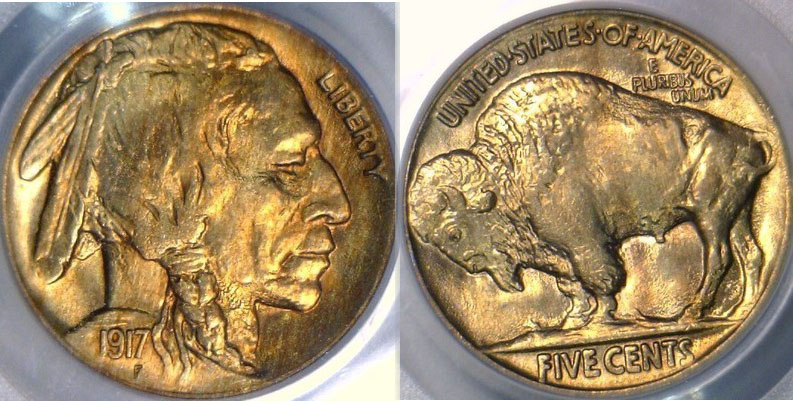 LIBERTY
1917
F
UNITED·STATES·OF·AMERICA
E
PLURIBUS
UNUM
FIVE CENTS